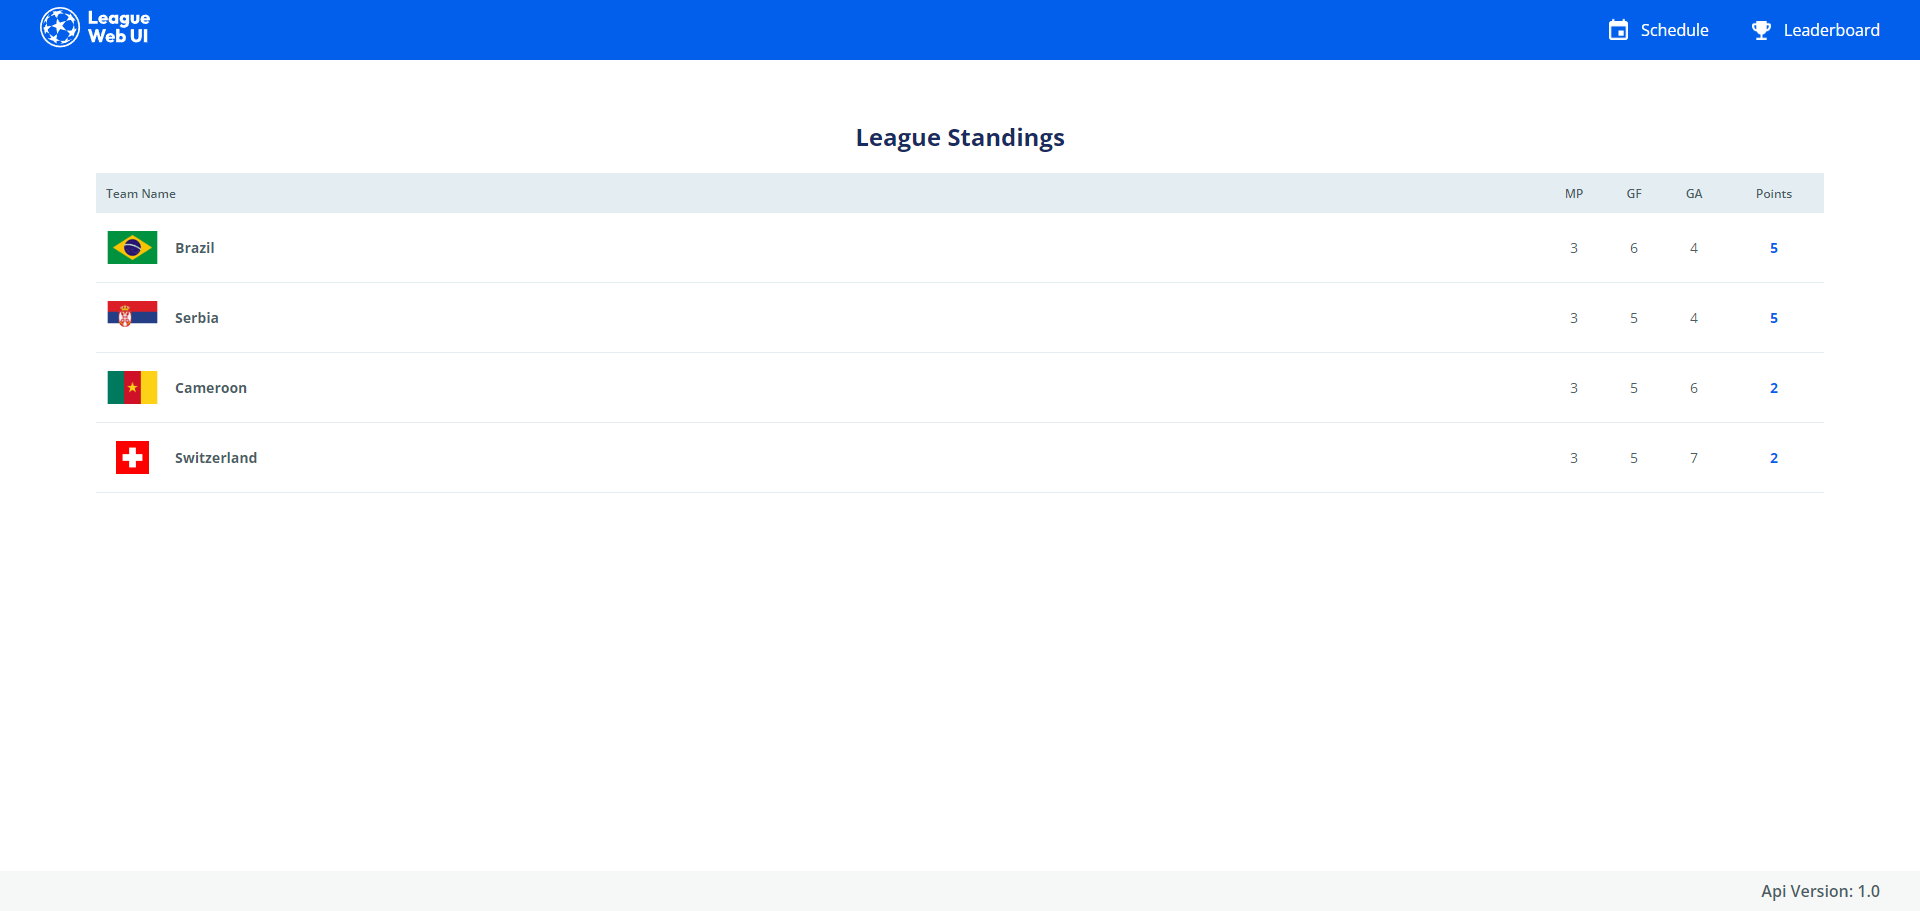 League
Web UI
Schedule
Leaderboard
League Standings
Team Name MP GF GA Points
Brazil 3 6 4 5
Serbia 3 5 4 5
Cameroon 3 5 6 2
Switzerland 3 5 7 2
Api Version: 1.0